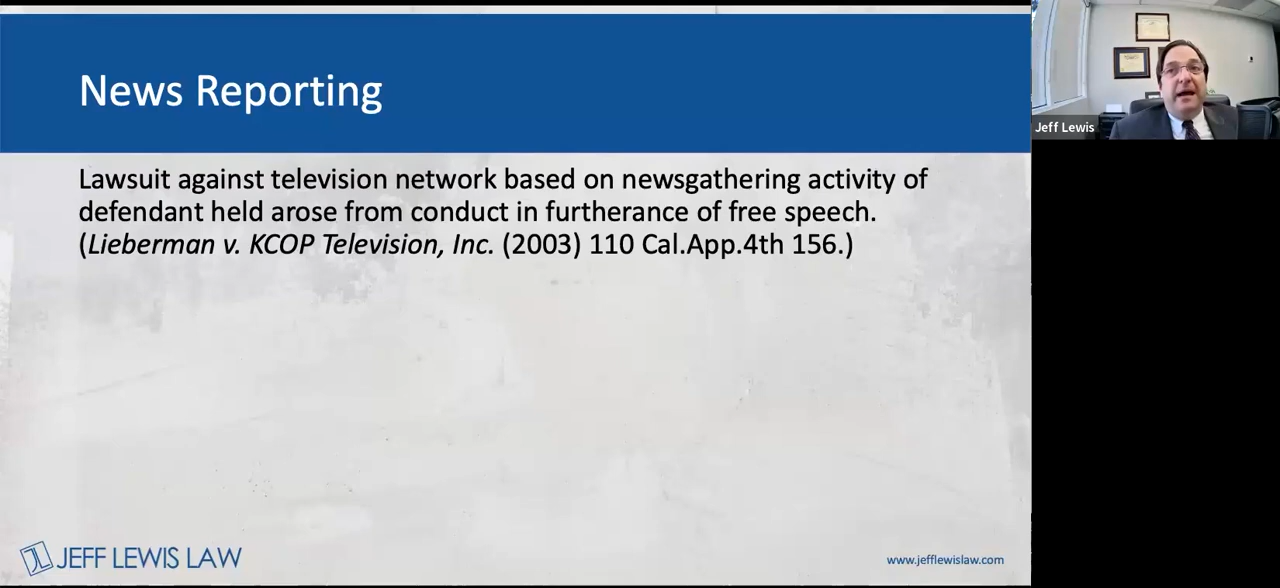 News Reporting
Lawsuit against television network based on newsgathering activity of
defendant held arose from conduct in furtherance of free speech.
(Lieberman v. KCOP Television, Inc. (2003) 110 Cal.App.4th 156.)
JEFF LEWIS LAW
www.jefflewislaw.com
Jeff Lewis